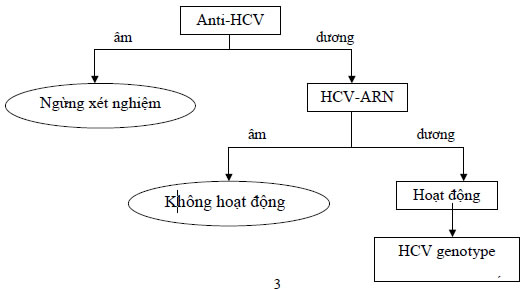 Anti-HCV
âm
dương
Ngừng xét nghiệm
HCV-ARN
âm
dương
Không hoạt động
Hoạt động
HCV genotype
3